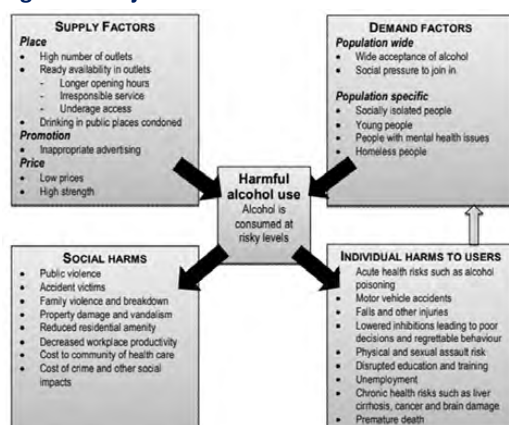 SUPPLY FACTORS
Place
• High number of outlets
• Ready availability in outlets
- Longer opening hours
- Irresponsible service
- Underage access
• Drinking in public places condoned
Promotion
• Inappropriate advertising
Price
• Low prices
• High strength
DEMAND FACTORS
Population wide
• Wide acceptance of alcohol
• Social pressure to join in
Population specific
• Socially isolated people
• Young people
• People with mental health issues
• Homeless people
Harmful
alcohol use
Alcohol is
consumed at
risky levels
SOCIAL HARMS
• Public violence
• Accident victims
• Family violence and breakdown
• Property damage and vandalism
• Reduced residential amenity
• Decreased workplace productivity
• Cost to community of health care
• Cost of crime and other social
impacts
INDIVIDUAL HARMS TO USERS
• Acute health risks such as alcohol
poisoning
• Motor vehicle accidents
• Falls and other injuries
• Lowered inhibitions leading to poor
decisions and regrettable behaviour
• Physical and sexual assault risk
• Disrupted education and training
• Unemployment
• Chronic health risks such as liver
cirrhosis, cancer and brain damage
• Premature death